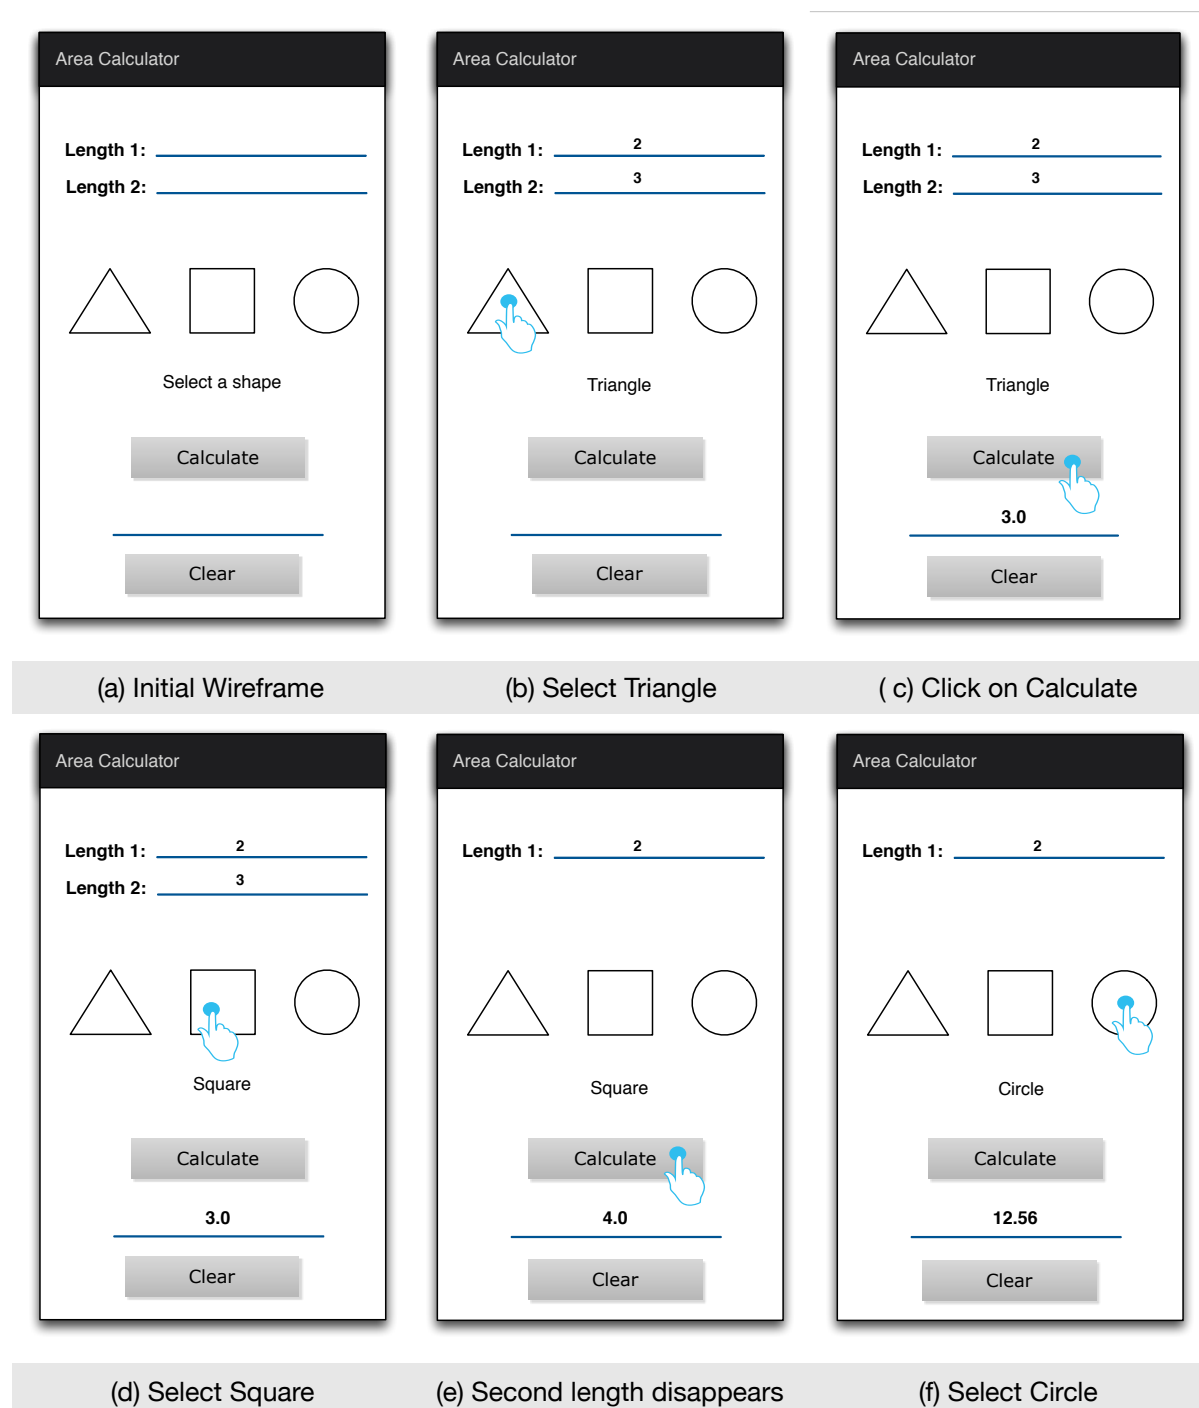 Area Calculator
Length 1:
Length 2:
Select a shape
Calculate
Clear
(a) Initial Wireframe
Area Calculator
Length 1: 2
Length 2: 3
Triangle
Calculate
Clear
(b) Select Triangle
Area Calculator
Length 1: 2
Length 2: 3
Triangle
Calculate
3.0
Clear
( c) Click on Calculate
Area Calculator
Length 1: 2
Length 2: 3
Square
Calculate
3.0
Clear
(d) Select Square
Area Calculator
Length 1: 2
Square
Calculate
4.0
Clear
(e) Second length disappears
Area Calculator
Length 1: 2
Circle
Calculate
12.56
Clear
(f) Select Circle